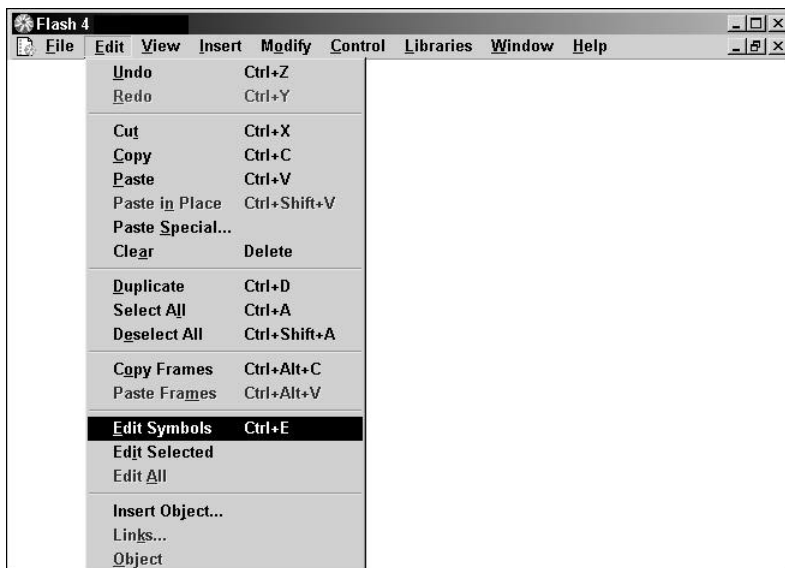 Flash 4
File Edit View Insert Modify Control Libraries Window Help
Undo Ctrl+Z
Redo Ctrl+Y
Cut Ctrl+X
Copy Ctrl+C
Paste Ctrl+V
Paste in Place Ctrl+Shift+V
Paste Special...
Clear Delete
Duplicate Ctrl+D
Select All Ctrl+A
Deselect All Ctrl+Shift+A
Copy Frames Ctrl+Alt+C
Paste Frames Ctrl+Alt+V
Edit Symbols Ctrl+E
Edit Selected
Edit All
Insert Object...
Links...
Object